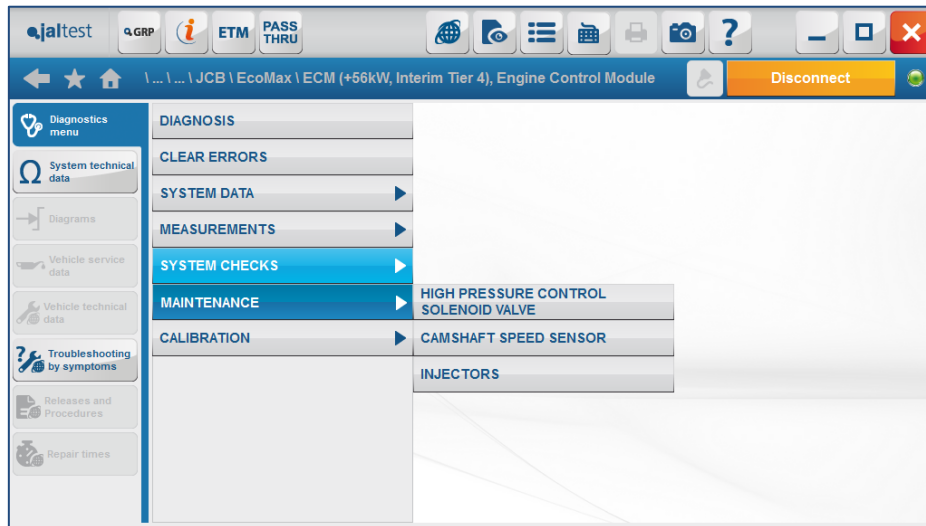 jaltest
GRP
i
ETM
PASS
THRU
?
\ ... \ ... \ JCB \ EcoMax \ ECM (+56kW, Interim Tier 4), Engine Control Module
Disconnect
Diagnostics
menu
System technical
data
Diagrams
Vehicle service
data
Vehicle technical
data
Troubleshooting
by symptoms
Releases and
Procedures
Repair times
DIAGNOSIS
CLEAR ERRORS
SYSTEM DATA
MEASUREMENTS
SYSTEM CHECKS
MAINTENANCE
CALIBRATION
HIGH PRESSURE CONTROL
SOLENOID VALVE
CAMSHAFT SPEED SENSOR
INJECTORS